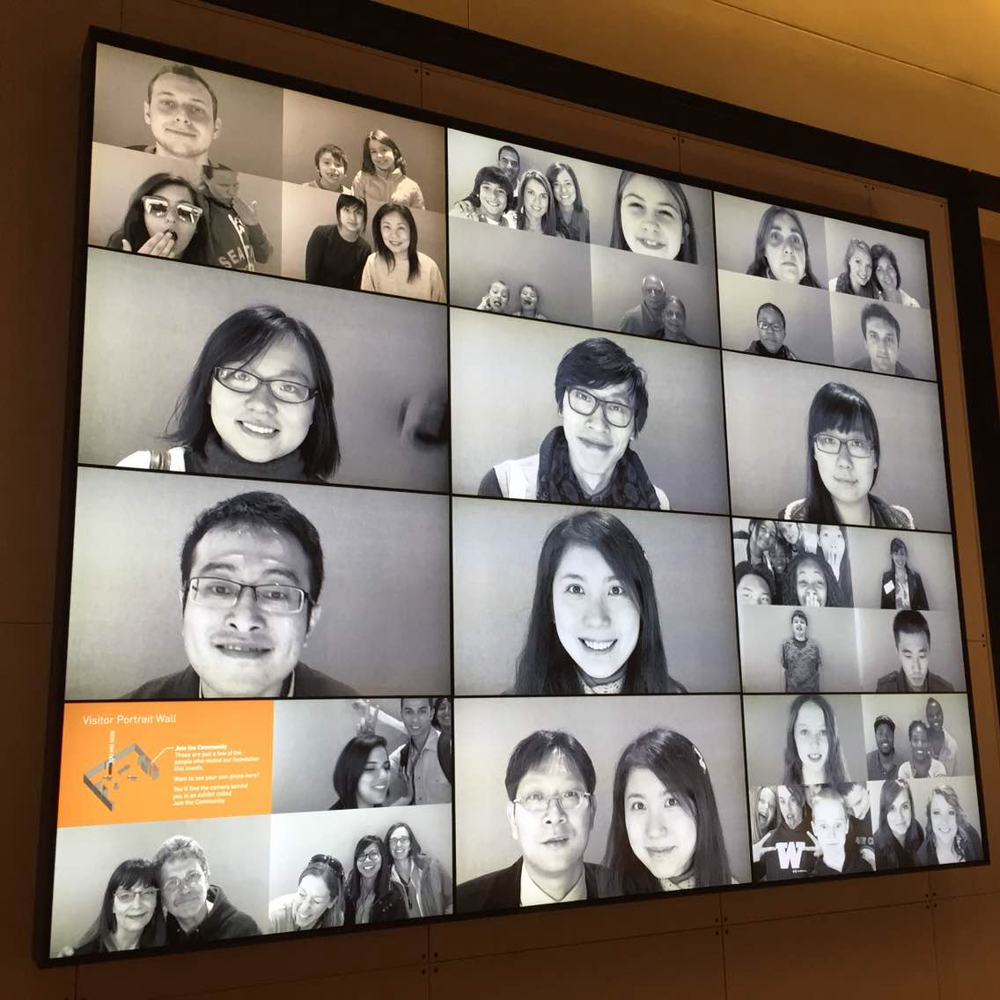 SEA
Visitor Portrait Wall
Join the Community
These are just a few of the
people who visited our foundation
this month.
Want to see your own photo here?
You'll find the camera behind
you in an exhibit called
Join the Community
W